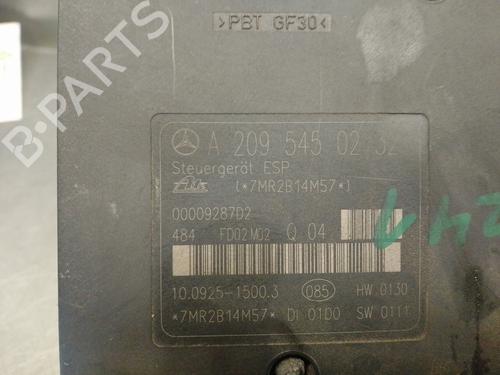 >PBT GF30<
A 209 545 02 32
Steuergerät ESP
(*7MR2B14M57*)
00009287D2
484 FD02M02 Q 04
10.0925-1500.3 085 HW.0130
*7MR2B14M57* DI 01D0 SW 0111
B-PARTS